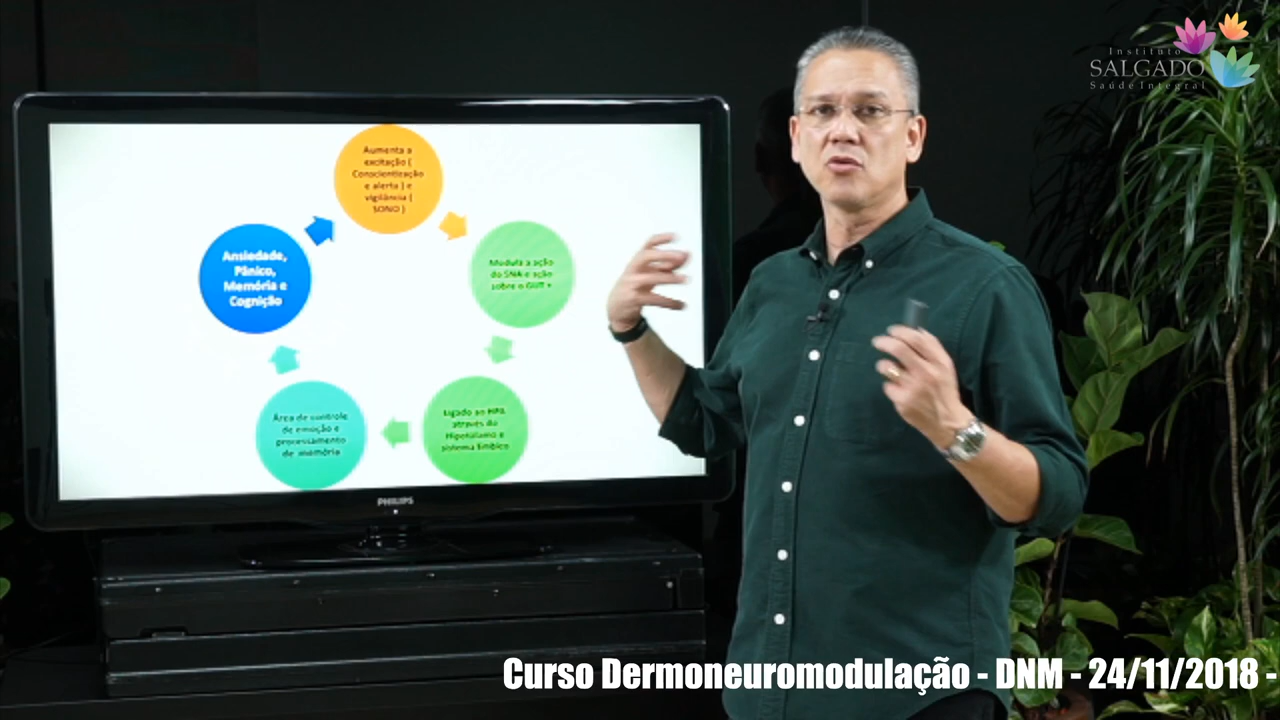 Instituto
SALGADO
Saúde Integral
Aumenta a
excitação (
Conscientização
e alerta ) e
vigilância (
SONO )
Modula a ação
do SNA e ação
sobre o GUT +
Ligado ao HPA
através do
Hipotálamo e
sistema límbico
Área de controle
de emoção e
processamento
de memória
Ansiedade,
Pânico,
Memória e
Cognição
PHILIPS
Curso Dermoneuromodulação - DNM - 24/11/2018 -